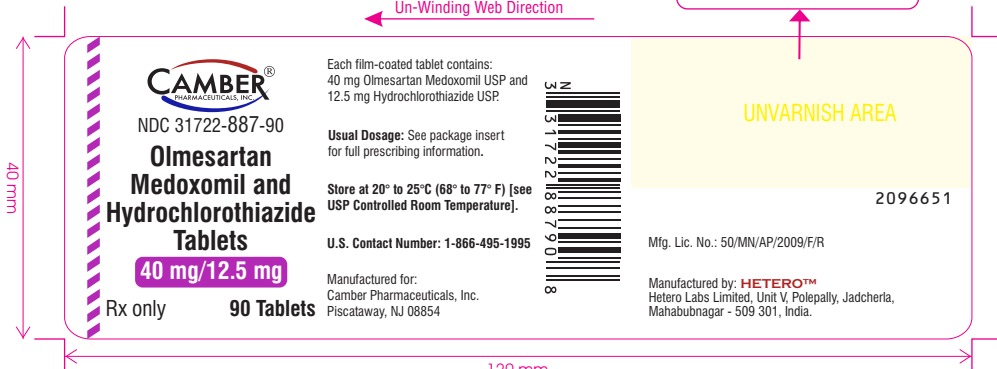 Un-Winding Web Direction
40 mm
CAMBER®
PHARMACEUTICALS, INC.
NDC 31722-887-90
Olmesartan
Medoxomil and
Hydrochlorothiazide
Tablets
40 mg/12.5 mg
Rx only 90 Tablets
Each film-coated tablet contains:
40 mg Olmesartan Medoxomil USP and
12.5 mg Hydrochlorothiazide USP.
Usual Dosage: See package insert
for full prescribing information.
Store at 20° to 25°C (68° to 77° F) [see
USP Controlled Room Temperature].
U.S. Contact Number: 1-866-495-1995
Manufactured for:
Camber Pharmaceuticals, Inc.
Piscataway, NJ 08854
N
3 31722 88790 8
UNVARNISH AREA
2096651
Mfg. Lic. No.: 50/MN/AP/2009/F/R
Manufactured by: HETERO™
Hetero Labs Limited, Unit V, Polepally, Jadcherla,
Mahabubnagar - 509 301, India.